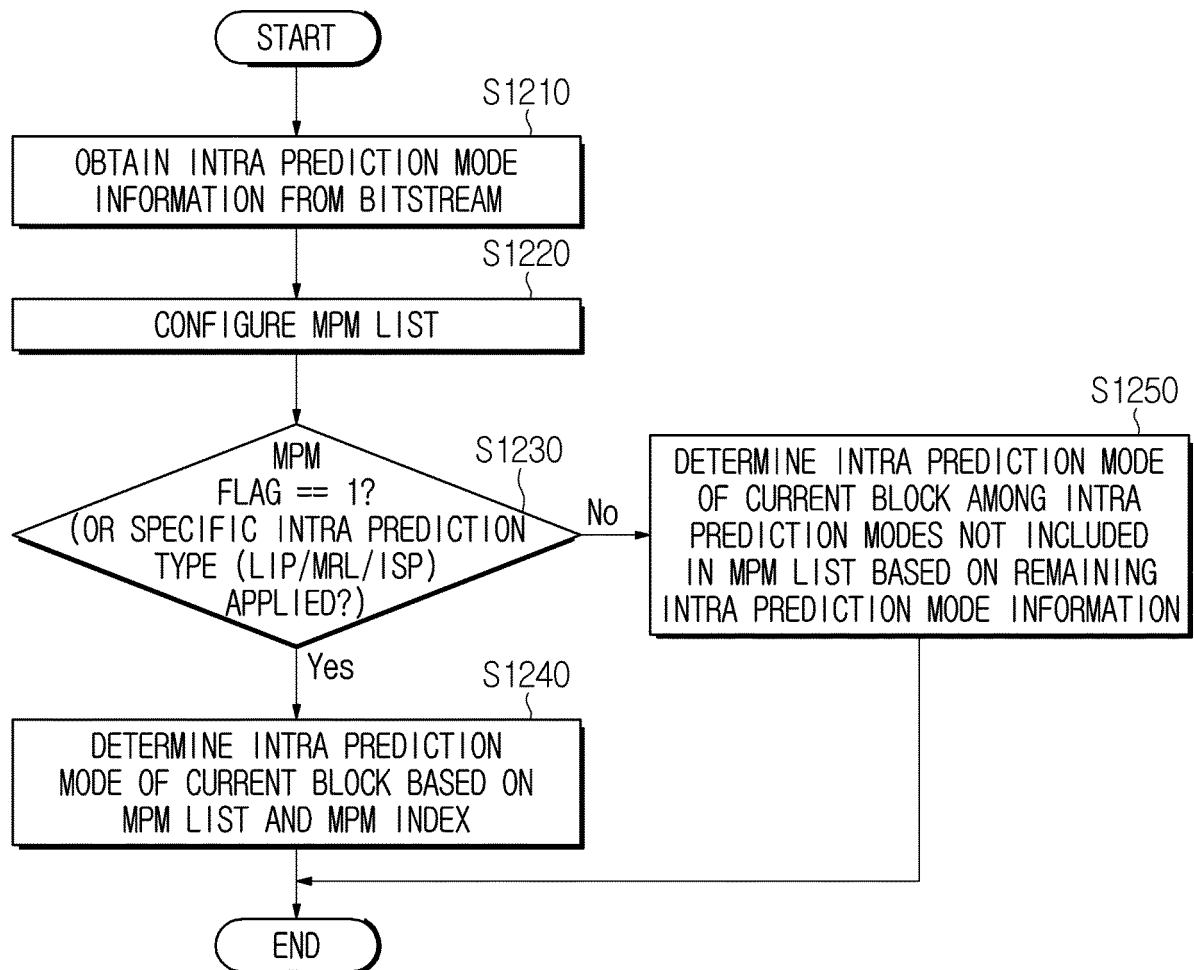 START
S1210
OBTAIN INTRA PREDICTION MODE
INFORMATION FROM BITSTREAM
S1220
CONFIGURE MPM LIST
S1230
MPM
FLAG == 1?
(OR SPECIFIC INTRA PREDICTION
TYPE (LIP/MRL/ISP)
APPLIED?)
No
S1250
DETERMINE INTRA PREDICTION MODE
OF CURRENT BLOCK AMONG INTRA
PREDICTION MODES NOT INCLUDED
IN MPM LIST BASED ON REMAINING
INTRA PREDICTION MODE INFORMATION
Yes
S1240
DETERMINE INTRA PREDICTION
MODE OF CURRENT BLOCK BASED ON
MPM LIST AND MPM INDEX
END